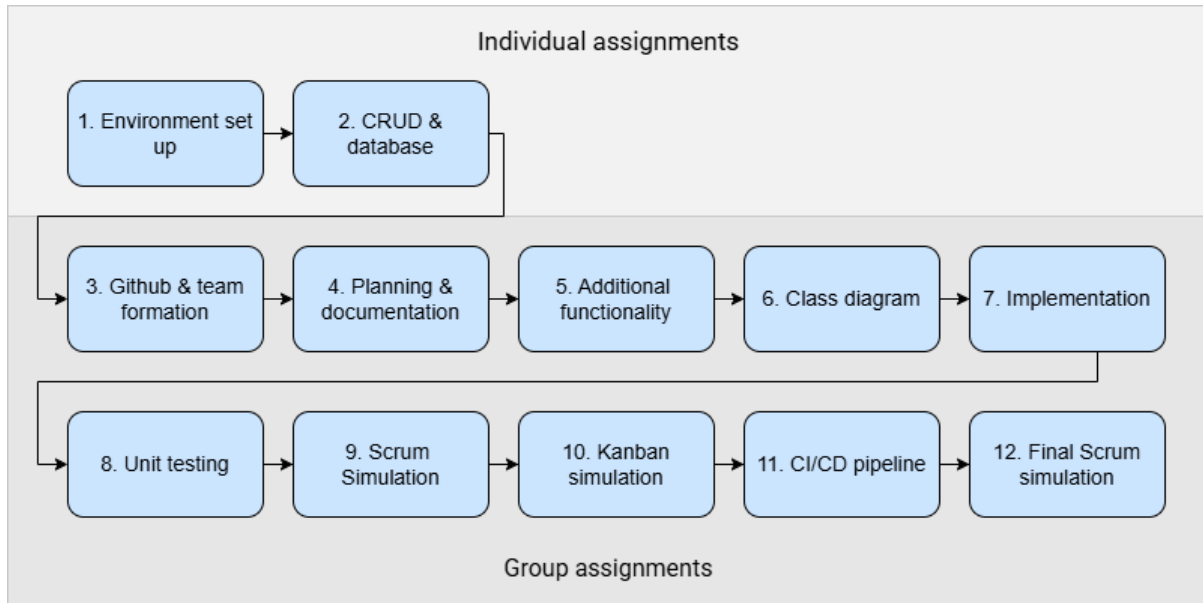 Individual assignments
1. Environment set
up
2. CRUD &
database
3. Github & team
formation
4. Planning &
documentation
5. Additional
functionality
6. Class diagram
7. Implementation
8. Unit testing
9. Scrum
Simulation
10. Kanban
simulation
11. CI/CD pipeline
12. Final Scrum
simulation
Group assignments